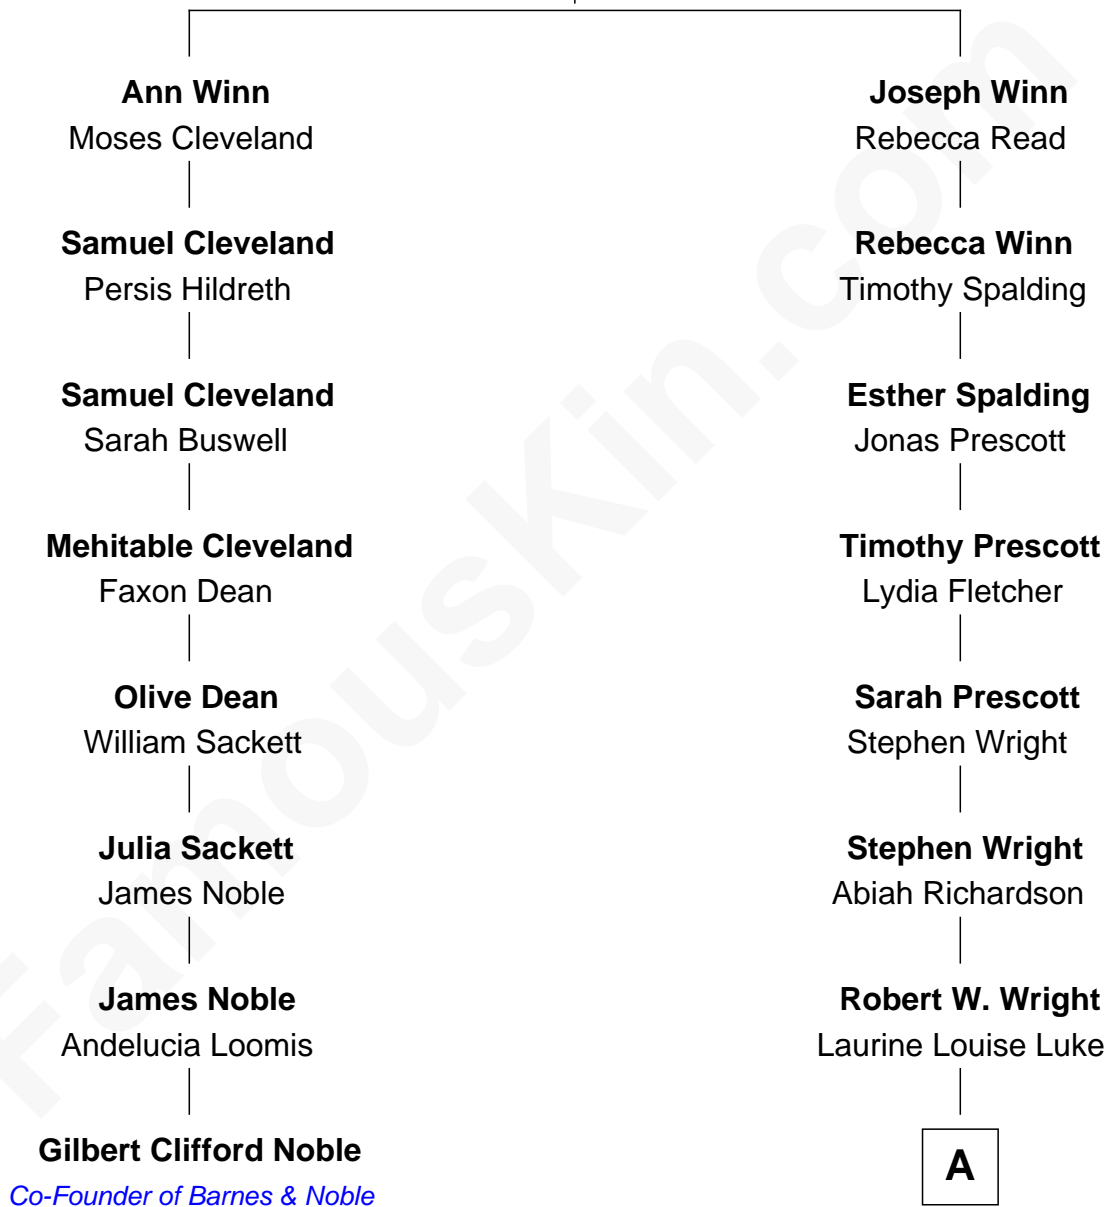 Ann Winn
Moses Cleveland
Samuel Cleveland
Persis Hildreth
Samuel Cleveland
Sarah Buswell
Mehitable Cleveland
Faxon Dean
Olive Dean
William Sackett
Julia Sackett
James Noble
James Noble
Andelucia Loomis
Gilbert Clifford Noble
Co-Founder of Barnes & Noble
Joseph Winn
Rebecca Read
Rebecca Winn
Timothy Spalding
Esther Spalding
Jonas Prescott
Timothy Prescott
Lydia Fletcher
Sarah Prescott
Stephen Wright
Stephen Wright
Abiah Richardson
Robert W. Wright
Laurine Louise Luke
A
FamousKin.com